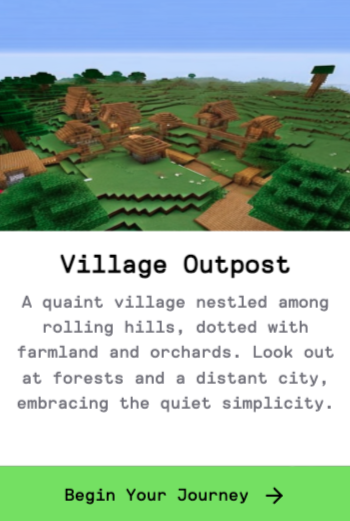 Village Outpost
A quaint village nestled among
rolling hills, dotted with
farmland and orchards. Look out
at forests and a distant city,
embracing the quiet simplicity.
Begin Your Journey →